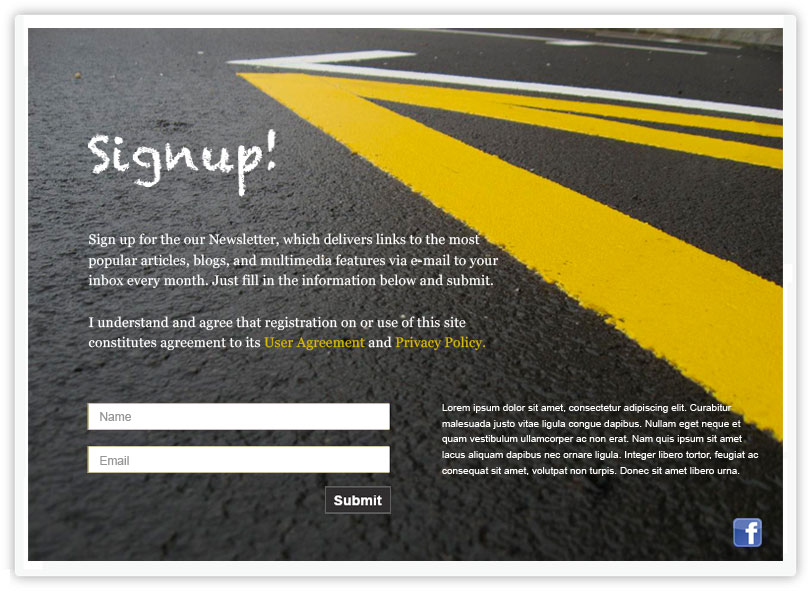 Signup!
Sign up for the our Newsletter, which delivers links to the most
popular articles, blogs, and multimedia features via e-mail to your
inbox every month. Just fill in the information below and submit.
I understand and agree that registration on or use of this site
constitutes agreement to its User Agreement and Privacy Policy.
Name
Email
Submit
Lorem ipsum dolor sit amet, consectetur adipiscing elit. Curabitur
malesuada justo vitae ligula congue dapibus. Nullam eget neque et
quam vestibulum ullamcorper ac non erat. Nam quis ipsum sit amet
lacus aliquam dapibus nec ornare ligula. Integer libero tortor, feugiat ac
consequat sit amet, volutpat non turpis. Donec sit amet libero urna.
f